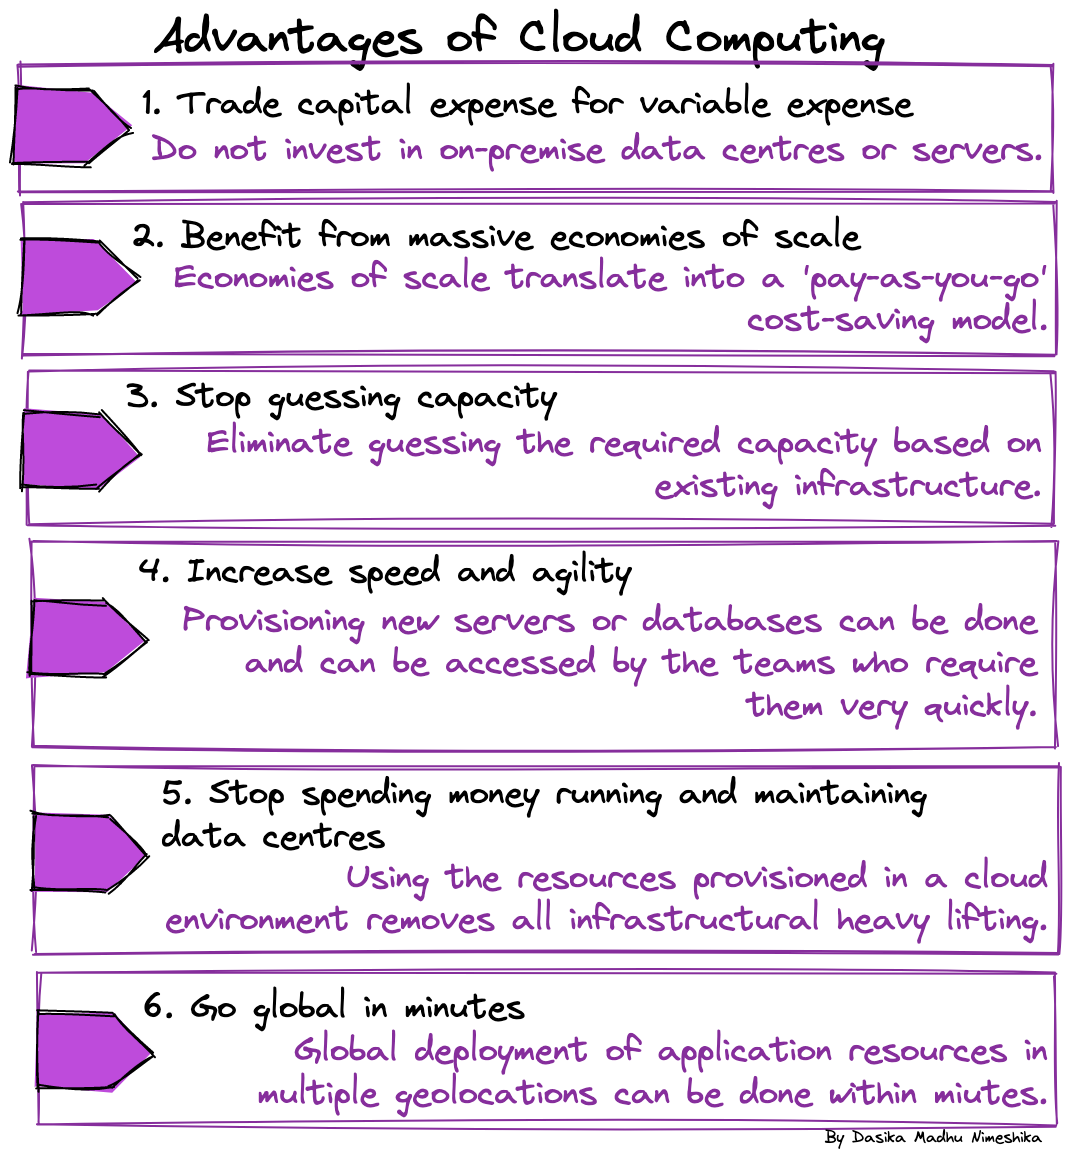 Advantages of Cloud Computing
1. Trade capital expense for variable expense
Do not invest in on-premise data centres or servers.
2. Benefit from massive economies of scale
Economies of scale translate into a 'pay-as-you-go'
cost-saving model.
3. Stop guessing capacity
Eliminate guessing the required capacity based on
existing infrastructure.
4. Increase speed and agility
Provisioning new servers or databases can be done
and can be accessed by the teams who require
them very quickly.
5. Stop spending money running and maintaining
data centres
Using the resources provisioned in a cloud
environment removes all infrastructural heavy lifting.
6. Go global in minutes
Global deployment of application resources in
multiple geolocations can be done within miutes.
By Dasika Madhu Nimeshika